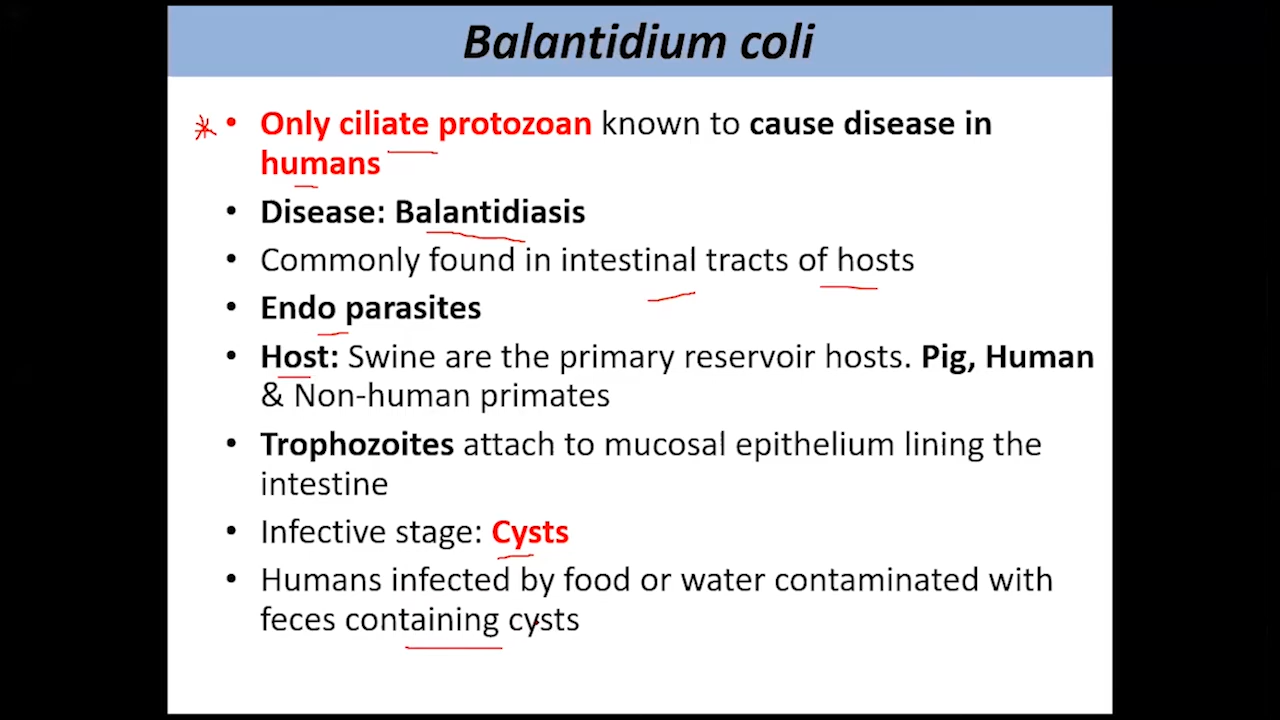 Balantidium coli
* • Only ciliate protozoan known to cause disease in
humans
• Disease: Balantidiasis
• Commonly found in intestinal tracts of hosts
• Endo parasites
• Host: Swine are the primary reservoir hosts. Pig, Human
& Non-human primates
• Trophozoites attach to mucosal epithelium lining the
intestine
• Infective stage: Cysts
• Humans infected by food or water contaminated with
feces containing cysts